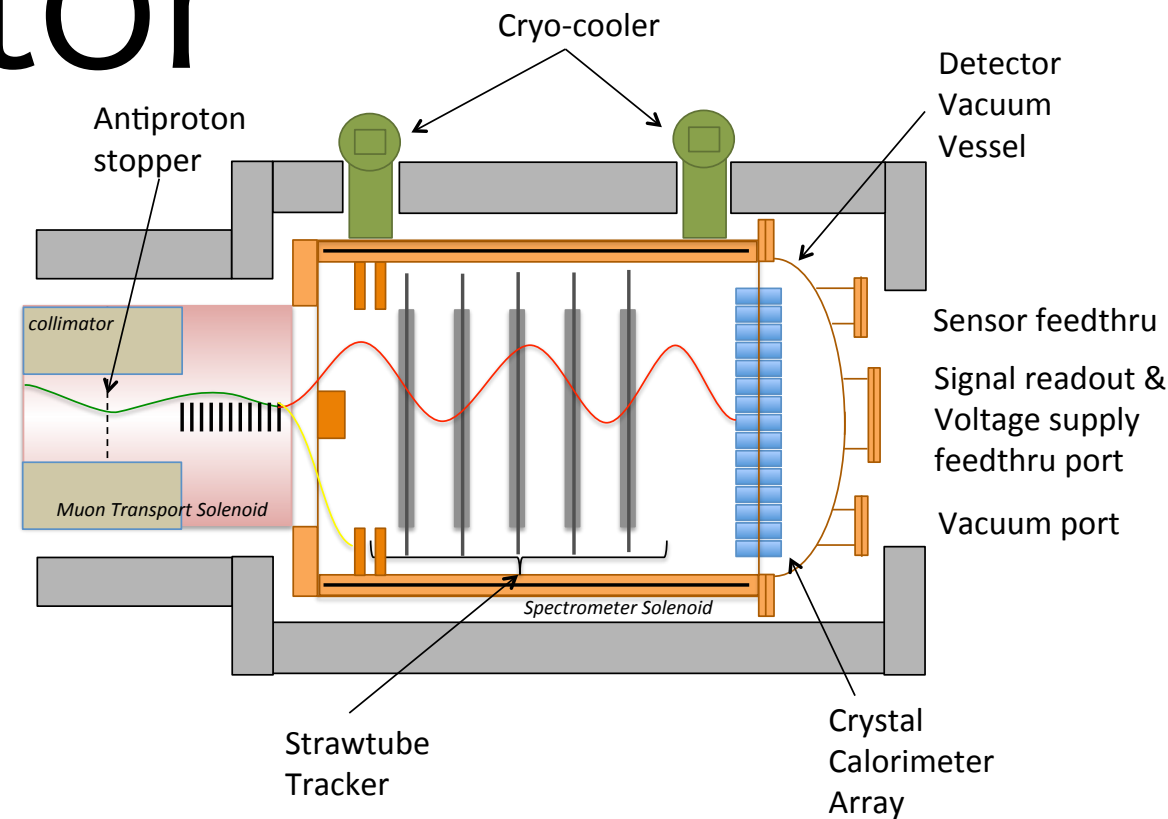 tor
Cryo-cooler
Detector
Vacuum
Vessel
Antiproton
stopper
collimator
Sensor feedthru
Signal readout &
Voltage supply
feedthru port
Muon Transport Solenoid
Vacuum port
Spectrometer Solenoid
Strawtube
Tracker
Crystal
Calorimeter
Array